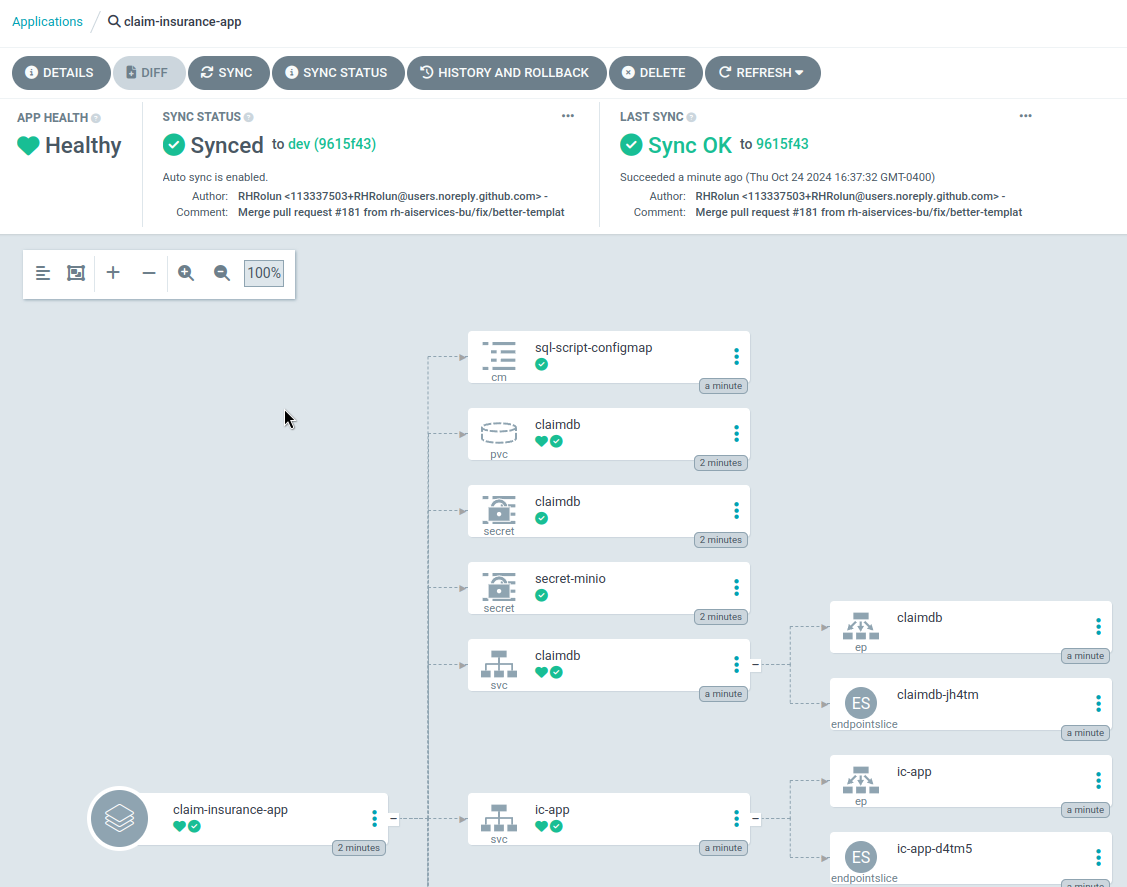 Applications / claim-insurance-app
DETAILS DIFF SYNC SYNC STATUS HISTORY AND ROLLBACK DELETE REFRESH
APP HEALTH
Healthy
SYNC STATUS
Synced to dev (9615f43)
Auto sync is enabled.
Author: RHRolun <113337503+RHRolun@users.noreply.github.com> -
Comment: Merge pull request #181 from rh-aiservices-bu/fix/better-templat
LAST SYNC
Sync OK to 9615f43
Succeeded a minute ago (Thu Oct 24 2024 16:37:32 GMT-0400)
Author: RHRolun <113337503+RHRolun@users.noreply.github.com> -
Comment: Merge pull request #181 from rh-aiservices-bu/fix/better-templat
100%
sql-script-configmap
cm
a minute
claimdb
pvc
2 minutes
claimdb
secret
2 minutes
secret-minio
secret
2 minutes
claimdb
svc
a minute
claimdb
ep
a minute
claimdb-jh4tm
ES
endpointslice
a minute
claim-insurance-app
2 minutes
ic-app
svc
a minute
ic-app
ep
a minute
ic-app-d4tm5
ES
endpointslice
a minute